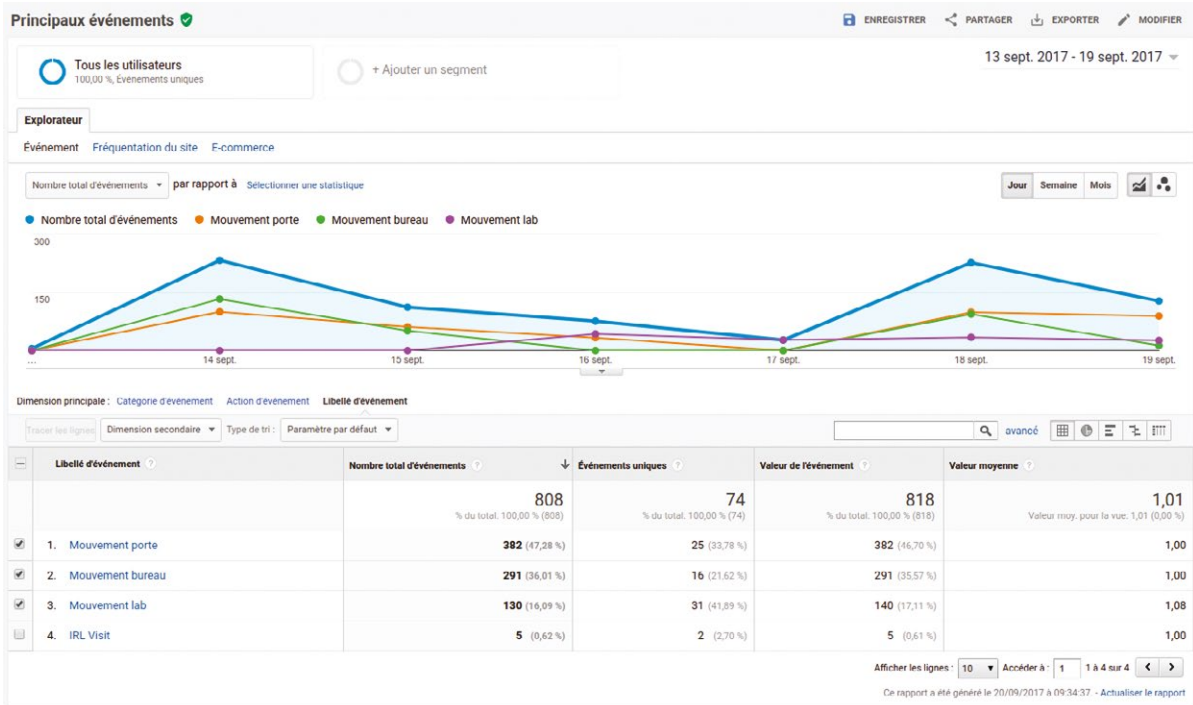 Principaux événements
ENREGISTRER PARTAGER EXPORTER MODIFIER
Tous les utilisateurs
100,00 %, Événements uniques
+ Ajouter un segment
13 sept. 2017 - 19 sept. 2017
Explorateur
Événement Fréquentation du site E-commerce
Nombre total d'événements par rapport à Sélectionner une statistique
Jour Semaine Mois
Nombre total d'événements Mouvement porte Mouvement bureau Mouvement lab
300
150
... 14 sept. 15 sept. 16 sept. 17 sept. 18 sept. 19 sept.
Dimension principale : Catégorie d'événement Action d'événement Libellé d'événement
Tracer les lignes Dimension secondaire Type de tri : Paramètre par défaut avancé
Libellé d'événement ? Nombre total d'événements ? Événements uniques ? Valeur de l'événement ? Valeur moyenne ?
808 74 818 1,01
% du total: 100,00 % (808) % du total: 100,00 % (74) % du total: 100,00 % (818) Valeur moy. pour la vue: 1,01 (0,00 %)
1. Mouvement porte 382 (47,28 %) 25 (33,78 %) 382 (46,70 %) 1,00
2. Mouvement bureau 291 (36,01 %) 16 (21,62 %) 291 (35,57 %) 1,00
3. Mouvement lab 130 (16,09 %) 31 (41,89 %) 140 (17,11 %) 1,08
4. IRL Visit 5 (0,62 %) 2 (2,70 %) 5 (0,61 %) 1,00
Afficher les lignes : 10 Accéder à : 1 1 à 4 sur 4
Ce rapport a été généré le 20/09/2017 à 09:34:37 - Actualiser le rapport